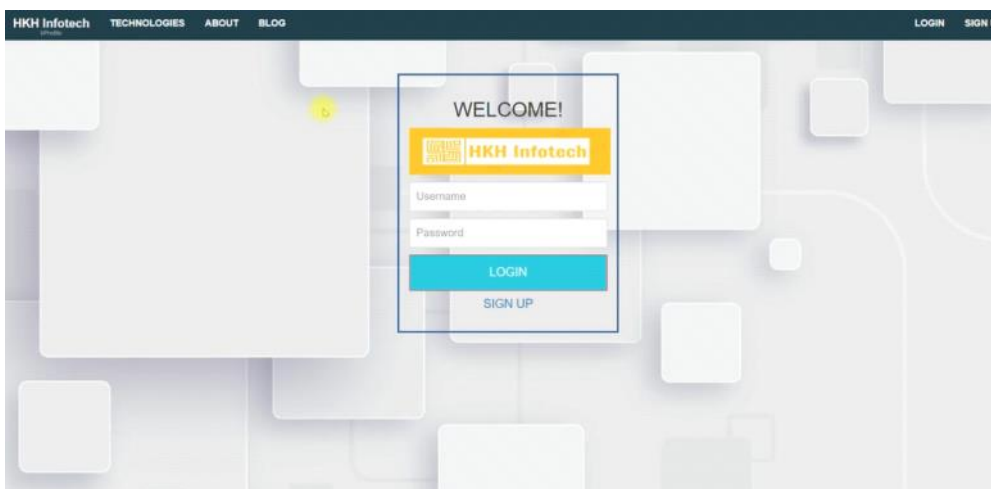 HKH Infotech TECHNOLOGIES ABOUT BLOG LOGIN SIGN
WELCOME!
HKH Infotech
Username
Password
LOGIN
SIGN UP